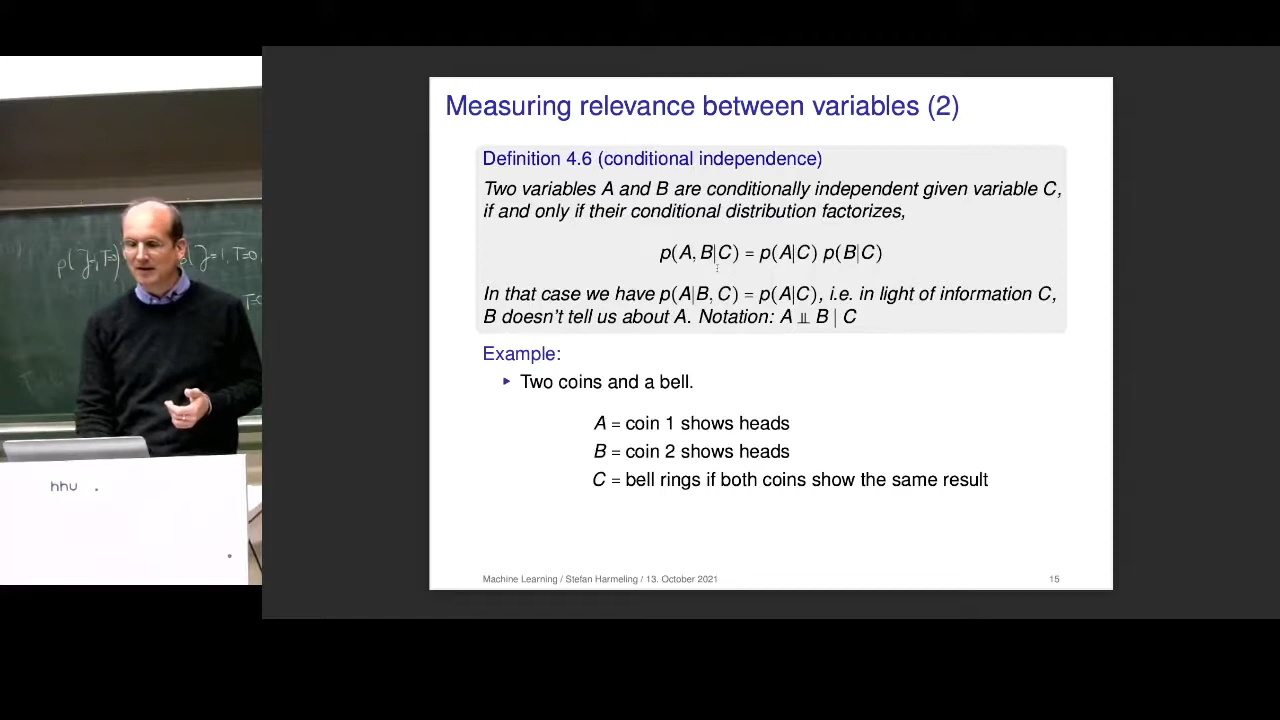 Measuring relevance between variables (2)
Definition 4.6 (conditional independence)
Two variables A and B are conditionally independent given variable C,
if and only if their conditional distribution factorizes,
p(A, B|C) = p(A|C) p(B|C)
In that case we have p(A|B, C) = p(A|C), i.e. in light of information C,
B doesn't tell us about A. Notation: A ⫫ B | C
Example:
▸ Two coins and a bell.
A = coin 1 shows heads
B = coin 2 shows heads
C = bell rings if both coins show the same result
Machine Learning / Stefan Harmeling / 13. October 2021
15
J=1, T=0
hhu .